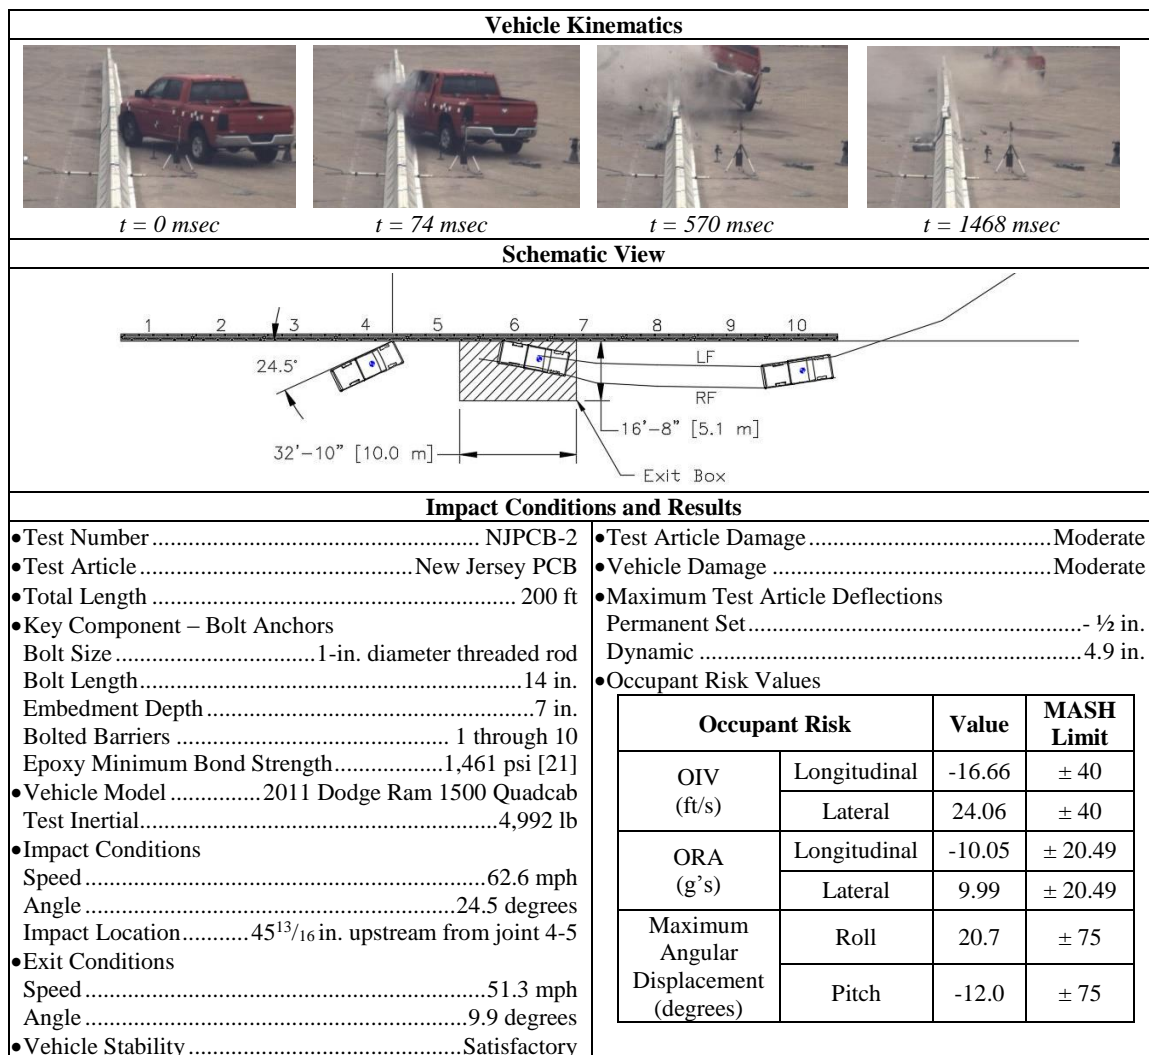 Vehicle Kinematics
t = 0 msec
t = 74 msec
t = 570 msec
t = 1468 msec
Schematic View
1 2 3 4 5 6 7 8 9 10
24.5°
LF
RF
16'-8" [5.1 m]
32'-10" [10.0 m]
Exit Box
Impact Conditions and Results
•Test Number.......................................................... NJPCB-2
•Test Article..............................................New Jersey PCB
•Total Length ........................................................ 200 ft
•Key Component – Bolt Anchors
Bolt Size.................................1-in. diameter threaded rod
Bolt Length...............................................................14 in.
Embedment Depth......................................................7 in.
Bolted Barriers .......................................... 1 through 10
Epoxy Minimum Bond Strength..................1,461 psi [21]
•Vehicle Model ...............2011 Dodge Ram 1500 Quadcab
Test Inertial..........................................................4,992 lb
•Impact Conditions
Speed.................................................................62.6 mph
Angle ............................................................24.5 degrees
Impact Location...........45 13/16 in. upstream from joint 4-5
•Exit Conditions
Speed.................................................................51.3 mph
Angle ..............................................................9.9 degrees
•Vehicle Stability...............................................Satisfactory
•Test Article Damage.........................................Moderate
•Vehicle Damage ..............................................Moderate
•Maximum Test Article Deflections
Permanent Set......................................................- ½ in.
Dynamic ..............................................................4.9 in.
•Occupant Risk Values
Occupant Risk Value MASH Limit
OIV (ft/s) Longitudinal -16.66 ± 40
Lateral 24.06 ± 40
ORA (g's) Longitudinal -10.05 ± 20.49
Lateral 9.99 ± 20.49
Maximum Angular Displacement (degrees) Roll 20.7 ± 75
Pitch -12.0 ± 75